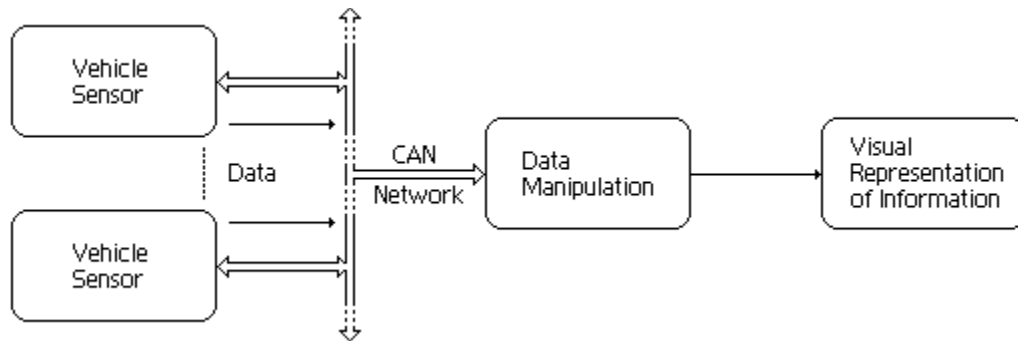 Vehicle
Sensor
Data
Vehicle
Sensor
CAN
Network
Data
Manipulation
Visual
Representation
of Information